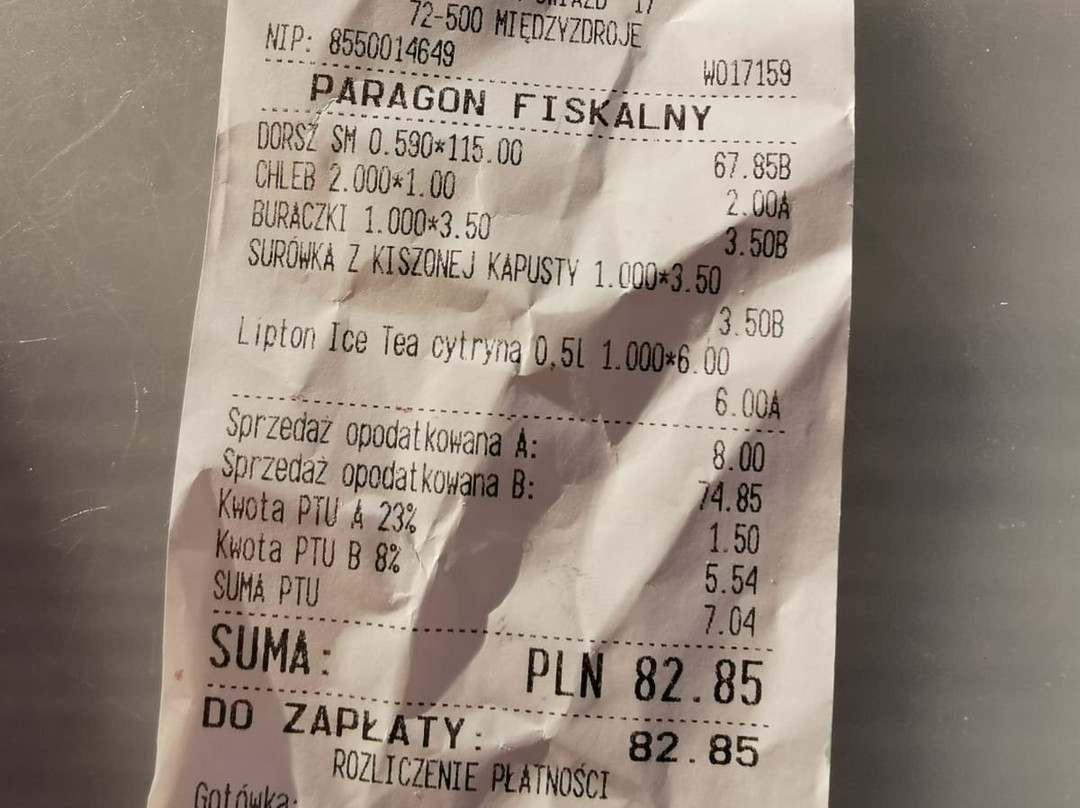 17
72-500 MIĘDZYZDROJE
NIP: 8550014649
W017159
PARAGON FISKALNY
DORSZ SM 0.590*115.00 67.85B
CHLEB 2.000*1.00 2.00A
BURACZKI 1.000*3.50 3.50B
SURÓWKA Z KISZONEJ KAPUSTY 1.000*3.50
3.50B
Lipton Ice Tea cytryna 0,5l 1.000*6.00
6.00A
Sprzedaż opodatkowana A: 8.00
Sprzedaż opodatkowana B: 74.85
Kwota PTU A 23% 1.50
Kwota PTU B 8% 5.54
SUMA PTU 7.04
SUMA: PLN 82.85
DO ZAPŁATY: 82.85
ROZLICZENIE PŁATNOŚCI
Gotówka: